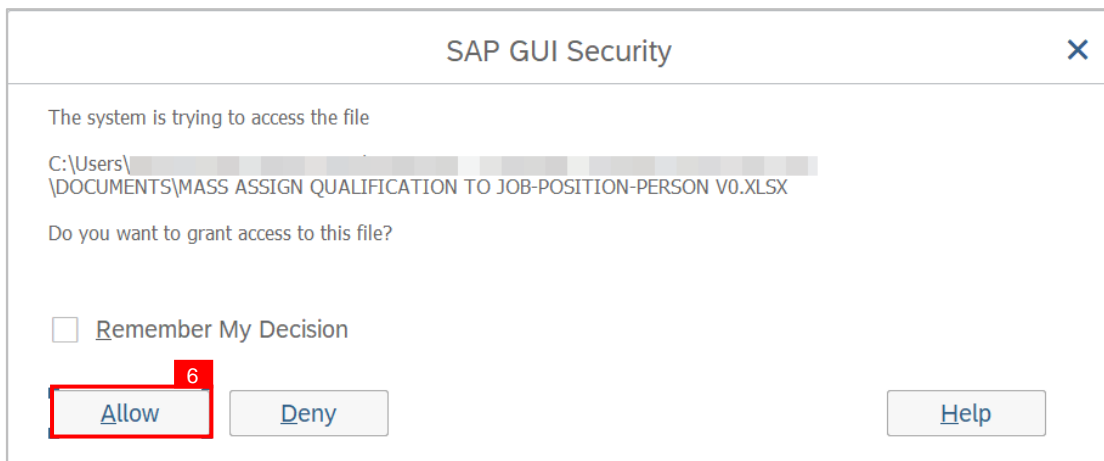 SAP GUI Security
The system is trying to access the file
C:\Users\
\DOCUMENTS\MASS ASSIGN QUALIFICATION TO JOB-POSITION-PERSON V0.XLSX
Do you want to grant access to this file?
Remember My Decision
6
Allow Deny Help